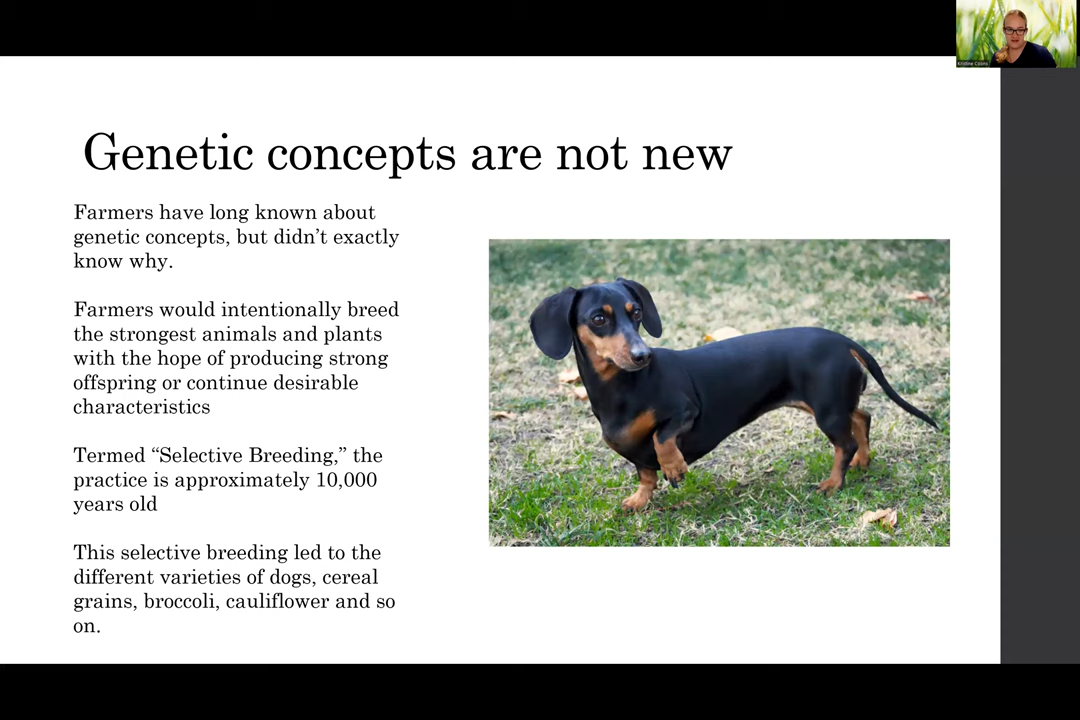 Kristine Collins
Genetic concepts are not new
Farmers have long known about
genetic concepts, but didn’t exactly
know why.
Farmers would intentionally breed
the strongest animals and plants
with the hope of producing strong
offspring or continue desirable
characteristics
Termed “Selective Breeding,” the
practice is approximately 10,000
years old
This selective breeding led to the
different varieties of dogs, cereal
grains, broccoli, cauliflower and so
on.